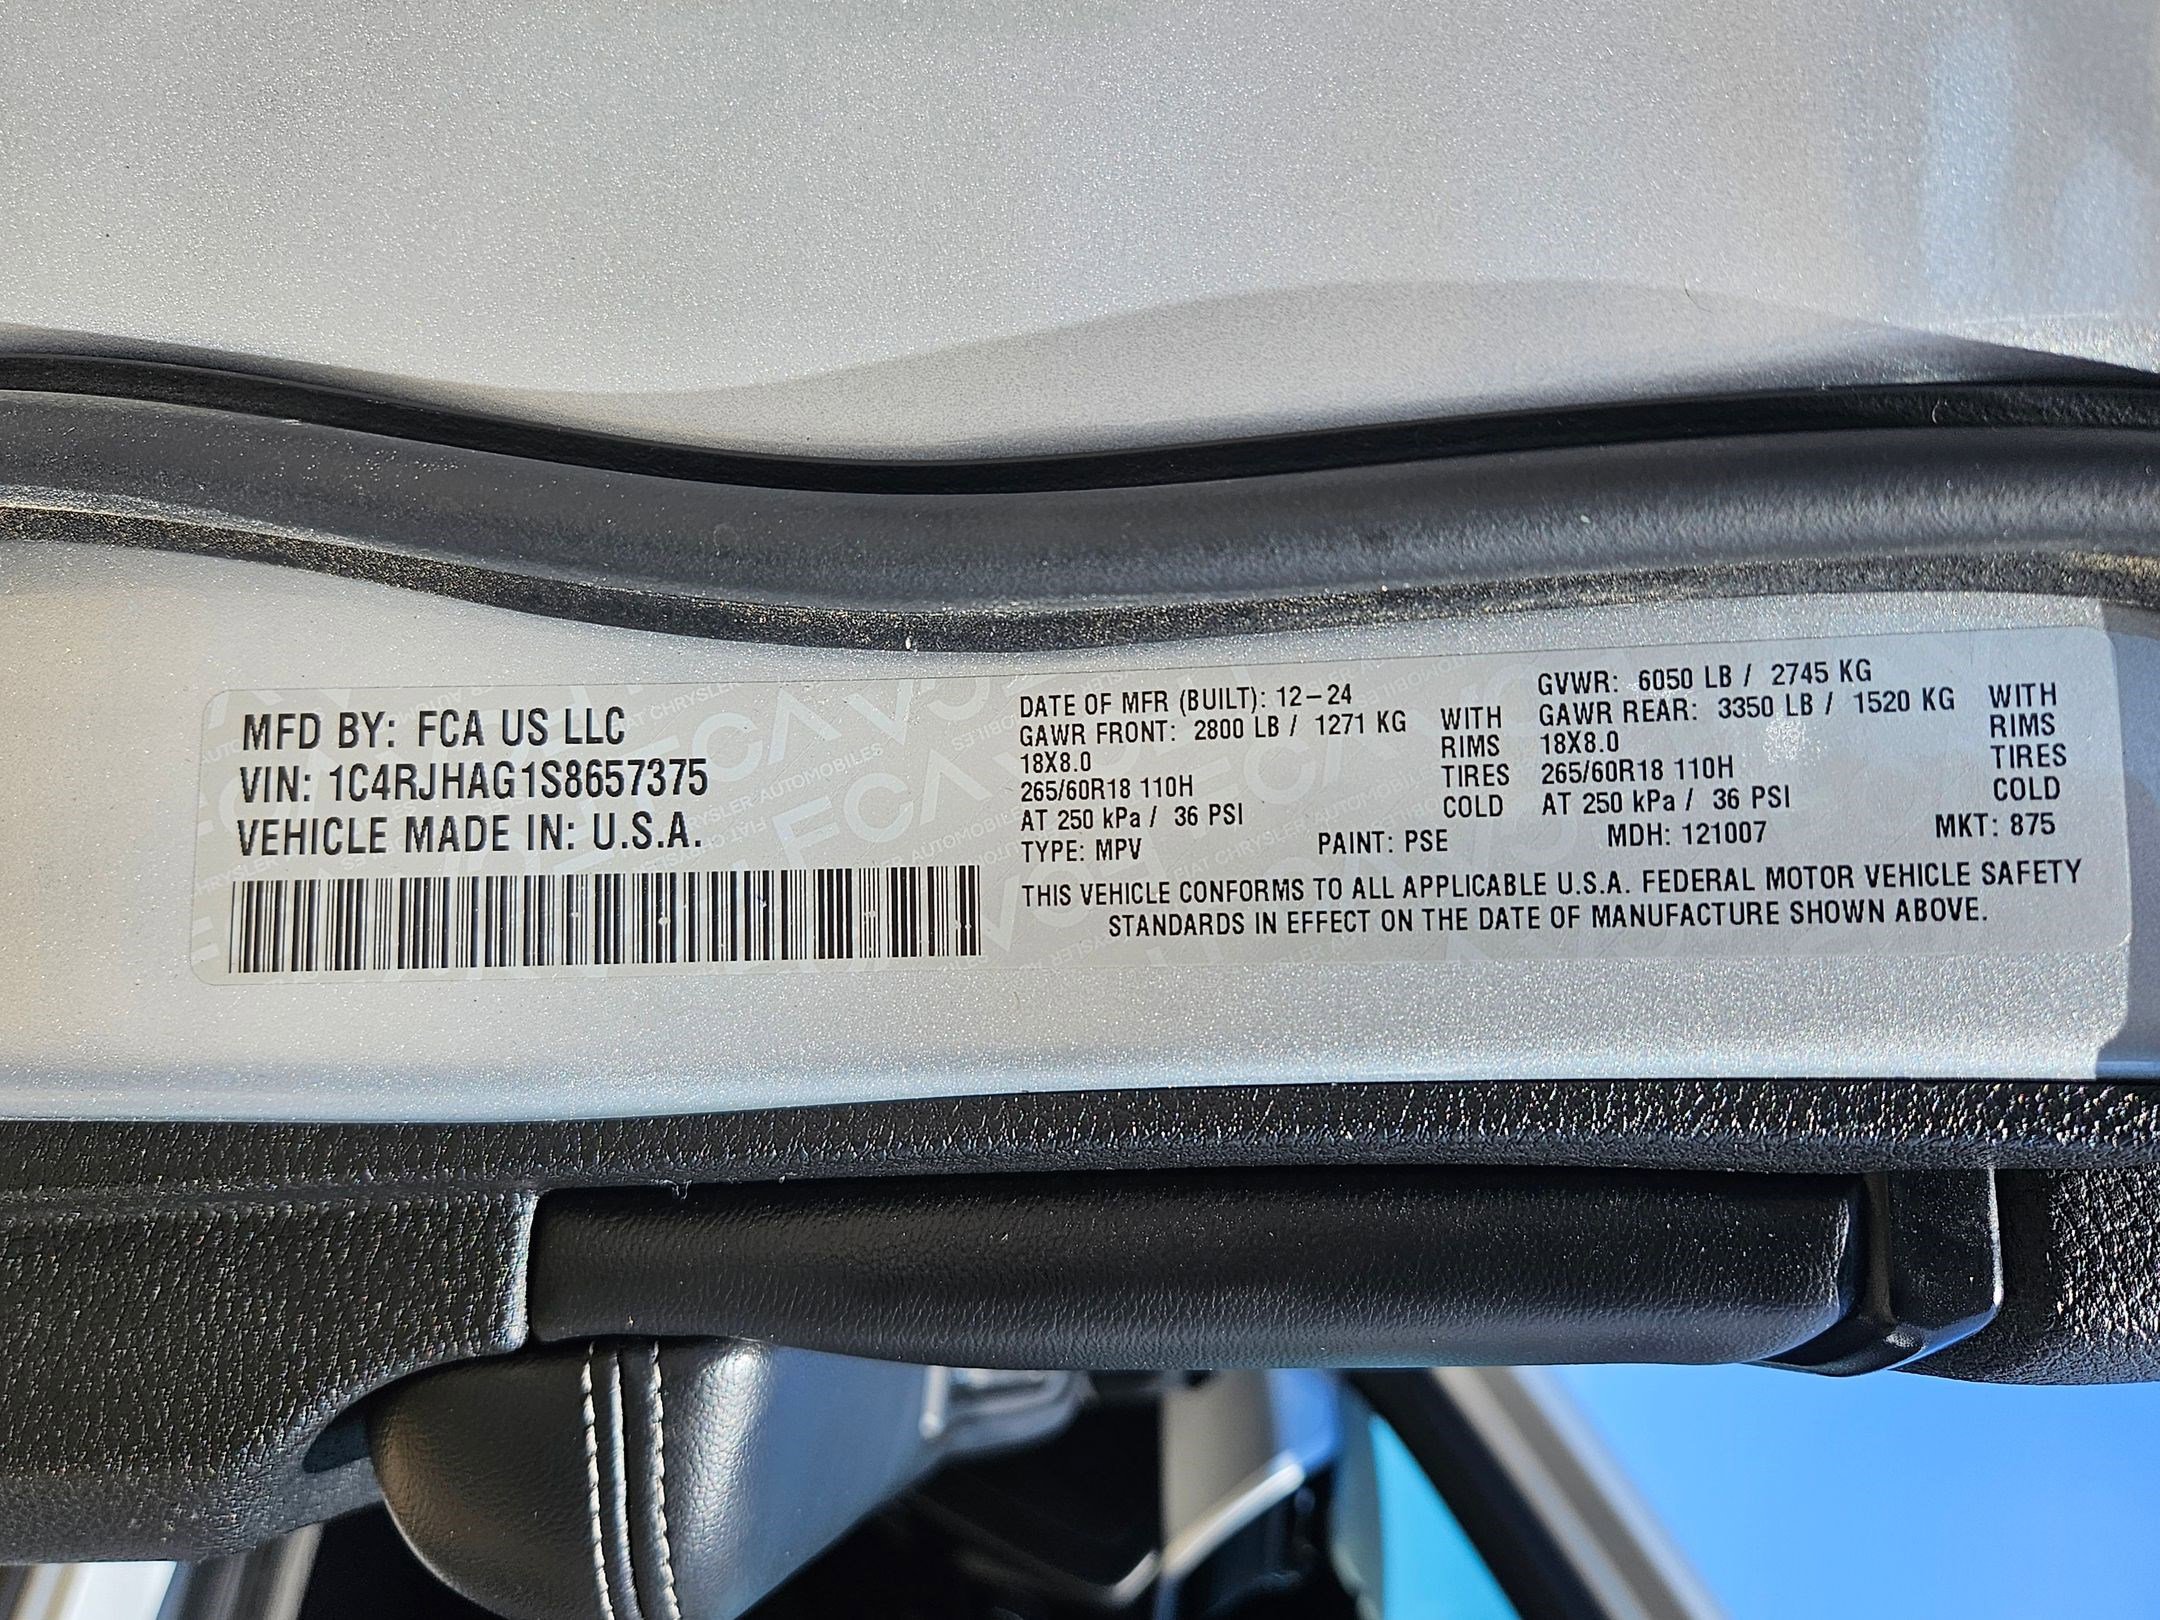 MFD BY: FCA US LLC
VIN: 1C4RJHAG1S8657375
VEHICLE MADE IN: U.S.A.
DATE OF MFR (BUILT): 12-24
GAWR FRONT: 2800 LB / 1271 KG WITH
18X8.0 RIMS
265/60R18 110H TIRES
AT 250 kPa / 36 PSI COLD
GVWR: 6050 LB / 2745 KG
GAWR REAR: 3350 LB / 1520 KG WITH
18X8.0 RIMS
265/60R18 110H TIRES
AT 250 kPa / 36 PSI COLD
TYPE: MPV PAINT: PSE MDH: 121007 MKT: 875
THIS VEHICLE CONFORMS TO ALL APPLICABLE U.S.A. FEDERAL MOTOR VEHICLE SAFETY
STANDARDS IN EFFECT ON THE DATE OF MANUFACTURE SHOWN ABOVE.